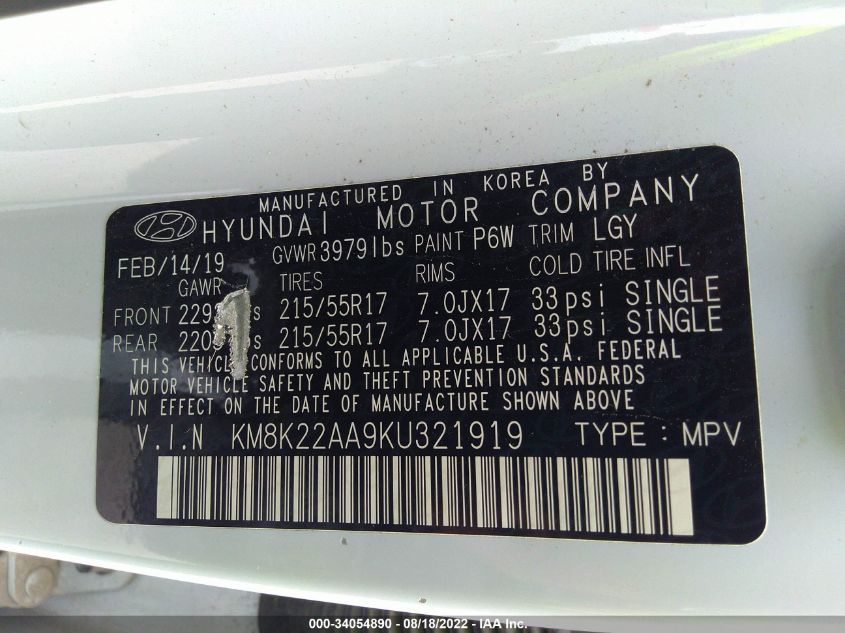 MANUFACTURED IN KOREA BY
HYUNDAI MOTOR COMPANY
FEB/14/19 GVWR 3979lbs PAINT P6W TRIM LGY
GAWR TIRES RIMS COLD TIRE INFL
FRONT 215/55R17 7.0JX17 33psi SINGLE
REAR 215/55R17 7.0JX17 33psi SINGLE
THIS VEHICLE CONFORMS TO ALL APPLICABLE U.S.A. FEDERAL
MOTOR VEHICLE SAFETY AND THEFT PREVENTION STANDARDS
IN EFFECT ON THE DATE OF MANUFACTURE SHOWN ABOVE
V.I.N KM8K22AA9KU321919 TYPE : MPV
000-34054890 - 08/18/2022 - IAA Inc.